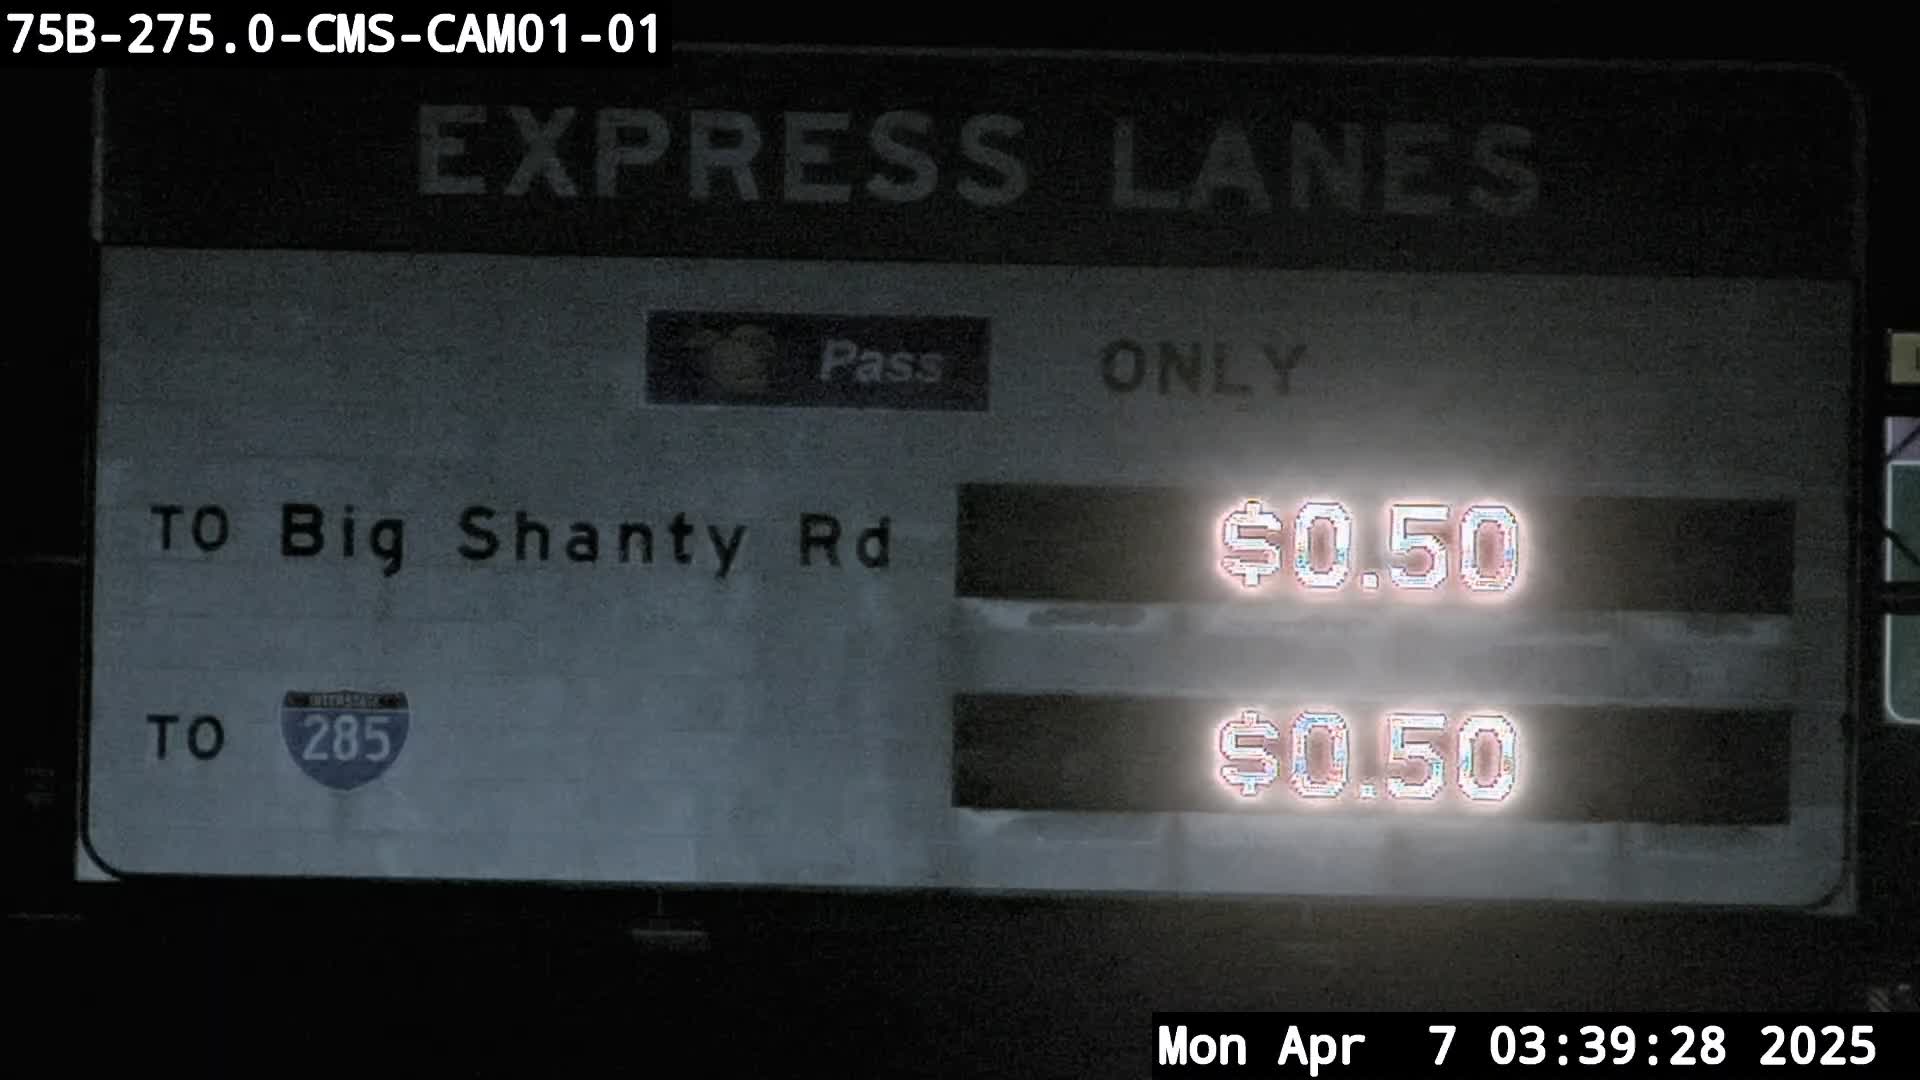 75B-275.0-CMS-CAM01-01
EXPRESS LANES
Pass ONLY
TO Big Shanty Rd $0.50
TO INTERSTATE 285 $0.50
Mon Apr 7 03:39:28 2025